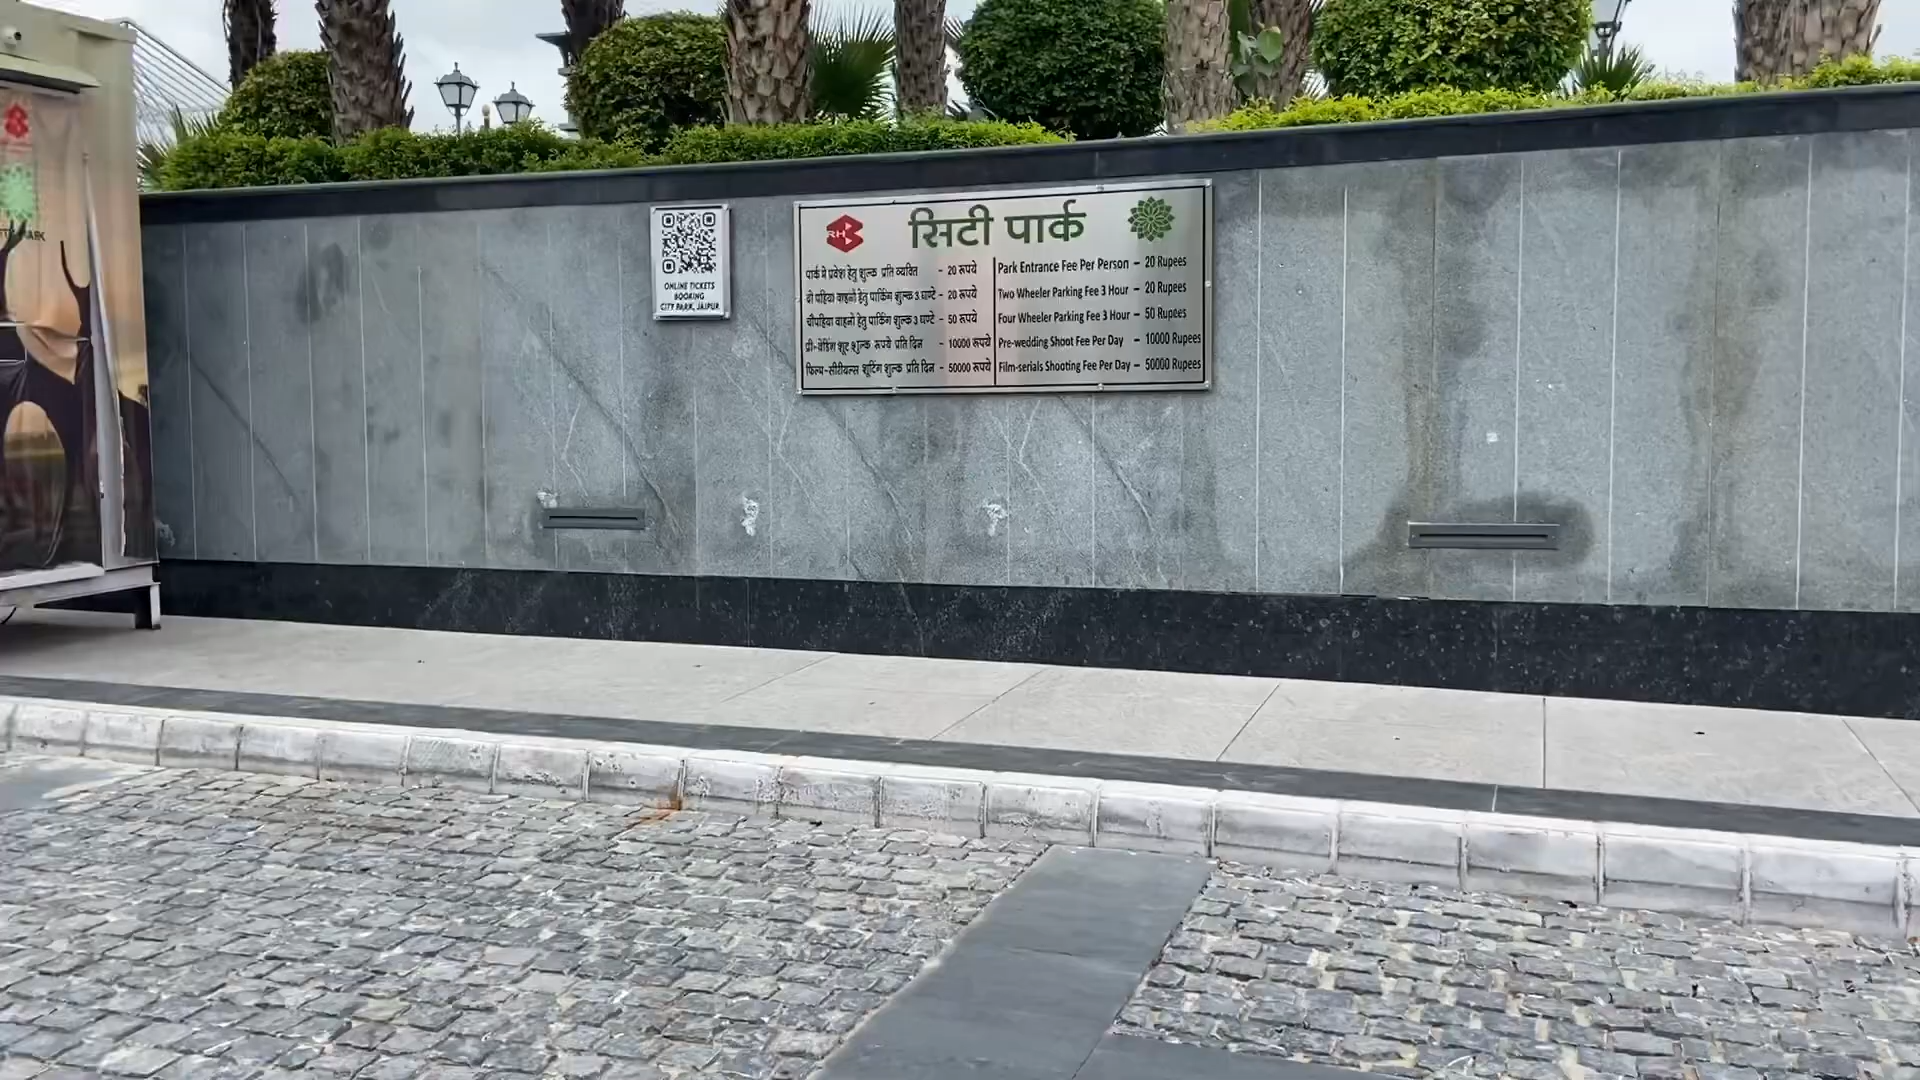 ONLINE TICKETS
BOOKING
CITY PARK, JAIPUR
RHB
सिटी पार्क
पार्क मे प्रवेश हेतु शुल्क प्रति व्यक्ति - 20 रूपये
दो पहिया वाहनो हेतु पार्किंग शुल्क 3 घण्टे - 20 रूपये
चौपहिया वाहनो हेतु पार्किंग शुल्क 3 घण्टे - 50 रूपये
प्री-वेडिंग शूट शुल्क रूपये प्रति दिन - 10000 रूपये
फिल्म-सीरीयल्स शूटिंग शुल्क प्रति दिन - 50000 रूपये
Park Entrance Fee Per Person - 20 Rupees
Two Wheeler Parking Fee 3 Hour - 20 Rupees
Four Wheeler Parking Fee 3 Hour - 50 Rupees
Pre-wedding Shoot Fee Per Day - 10000 Rupees
Film-serials Shooting Fee Per Day - 50000 Rupees